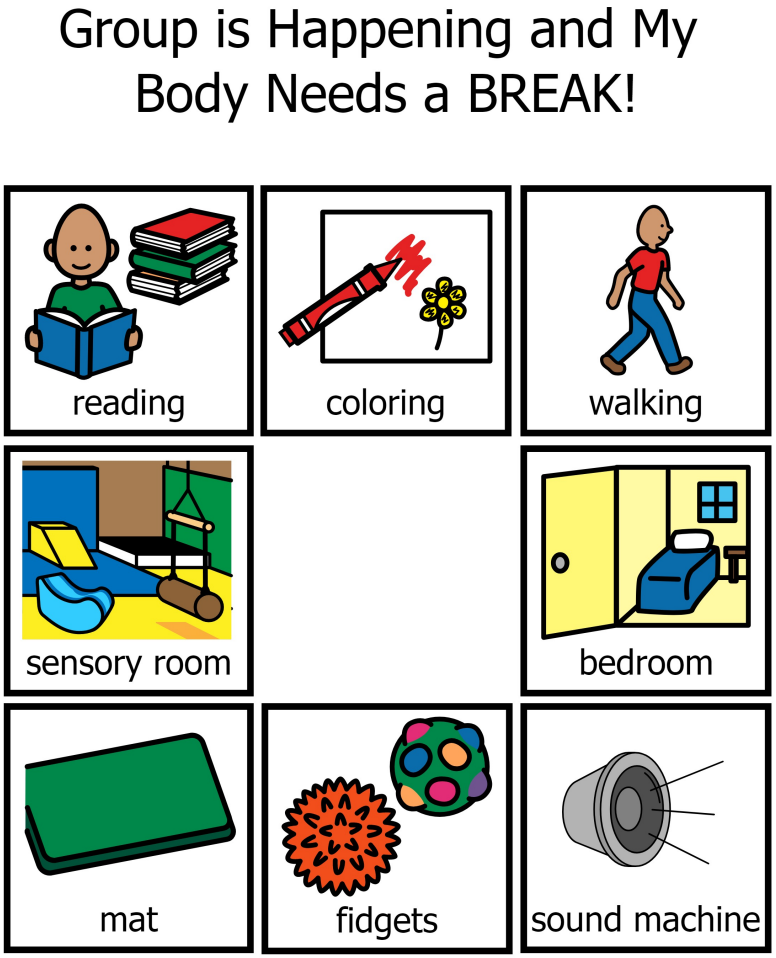 Group is Happening and My
Body Needs a BREAK!
reading
coloring
walking
sensory room
bedroom
mat
fidgets
sound machine